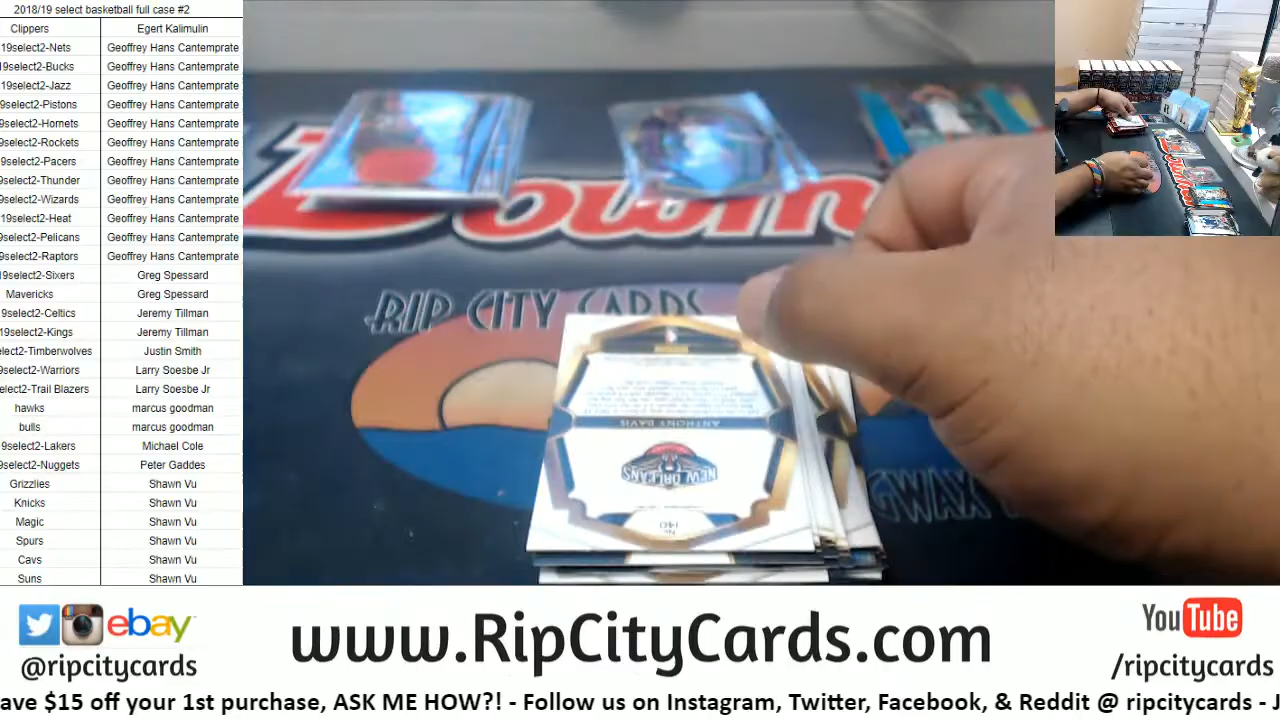 2018/19 select basketball full case #2
Clippers Egert Kalimulin
19select2-Nets Geoffrey Hans Cantemprate
19select2-Bucks Geoffrey Hans Cantemprate
19select2-Jazz Geoffrey Hans Cantemprate
9select2-Pistons Geoffrey Hans Cantemprate
9select2-Hornets Geoffrey Hans Cantemprate
9select2-Rockets Geoffrey Hans Cantemprate
9select2-Pacers Geoffrey Hans Cantemprate
9select2-Thunder Geoffrey Hans Cantemprate
9select2-Wizards Geoffrey Hans Cantemprate
19select2-Heat Geoffrey Hans Cantemprate
9select2-Pelicans Geoffrey Hans Cantemprate
9select2-Raptors Geoffrey Hans Cantemprate
19select2-Sixers Greg Spessard
Mavericks Greg Spessard
9select2-Celtics Jeremy Tillman
19select2-Kings Jeremy Tillman
elect2-Timberwolves Justin Smith
9select2-Warriors Larry Soesbe Jr
elect2-Trail Blazers Larry Soesbe Jr
hawks marcus goodman
bulls marcus goodman
9select2-Lakers Michael Cole
9select2-Nuggets Peter Gaddes
Grizzlies Shawn Vu
Knicks Shawn Vu
Magic Shawn Vu
Spurs Shawn Vu
Cavs Shawn Vu
Suns Shawn Vu
RIP CITY CARDS
ANTHONY DAVIS
NEW ORLEANS
No. 140
GWAX
ebay
@ripcitycards
www.RipCityCards.com
YouTube
/ripcitycards
ave $15 off your 1st purchase, ASK ME HOW?! - Follow us on Instagram, Twitter, Facebook, & Reddit @ ripcitycards - J